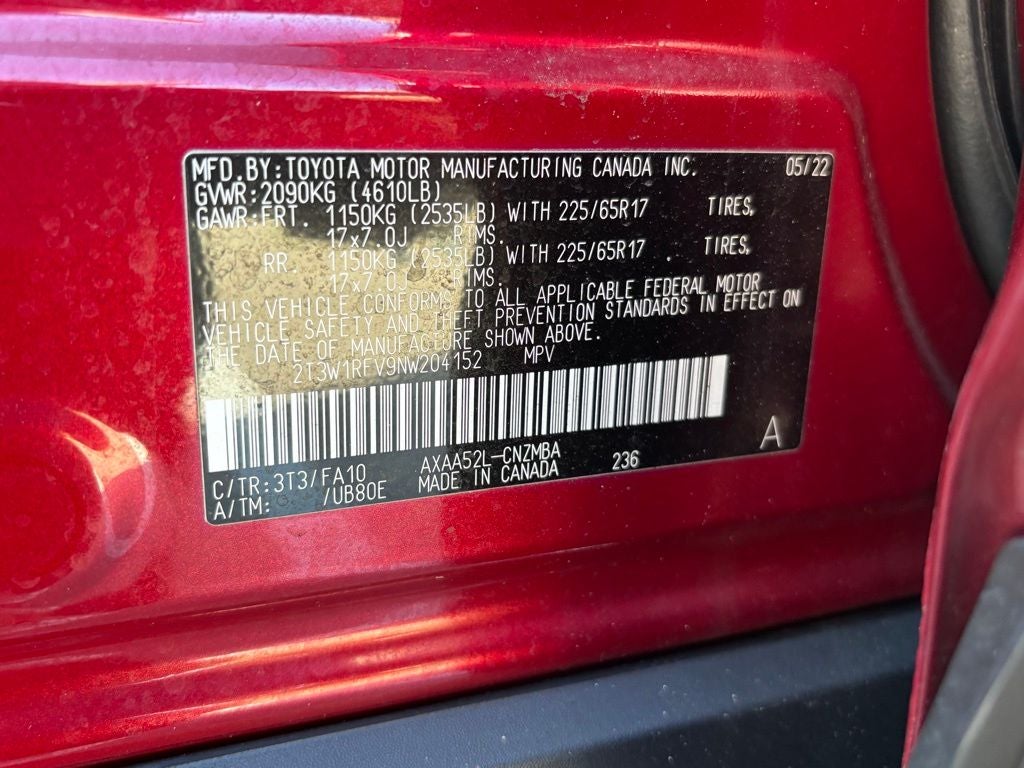 MFD.BY:TOYOTA MOTOR MANUFACTURING CANADA INC. 05/22
GVWR:2090KG (4610LB)
GAWR:FRT. 1150KG (2535LB) WITH 225/65R17 TIRES,
17x7.0J RIMS.
RR. 1150KG (2535LB) WITH 225/65R17 . TIRES,
17x7.0J RIMS.
THIS VEHICLE CONFORMS TO ALL APPLICABLE FEDERAL MOTOR
VEHICLE SAFETY AND THEFT PREVENTION STANDARDS IN EFFECT ON
THE DATE OF MANUFACTURE SHOWN ABOVE.
2T3W1RFV9NW204152 MPV
A
C/TR:3T3/FA10 AXAA52L-CNZMBA 236
A/TM: /UB80E MADE IN CANADA